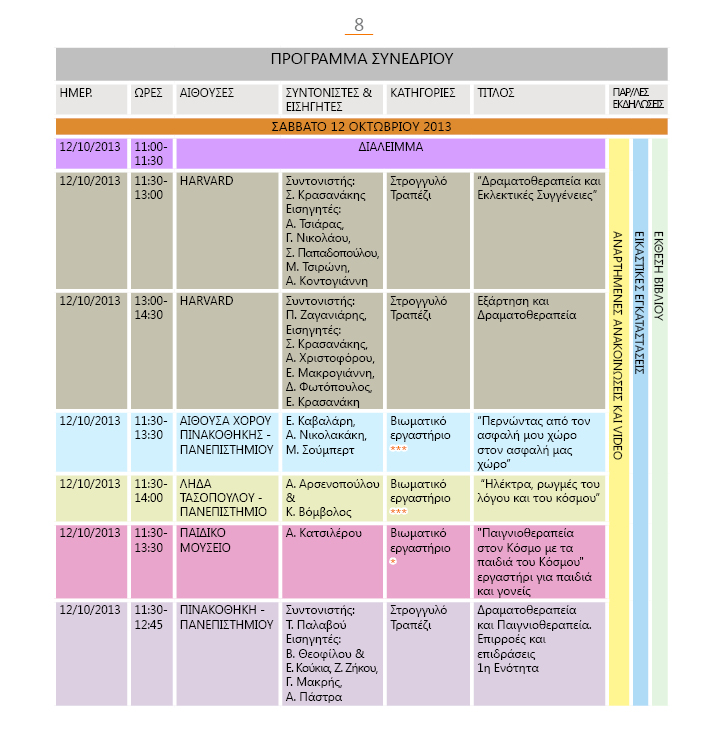 8
ΠΡΟΓΡΑΜΜΑ ΣΥΝΕΔΡΙΟΥ
ΗΜΕΡ.
ΩΡΕΣ
ΑΙΘΟΥΣΕΣ
ΣΥΝΤΟΝΙΣΤΕΣ &
ΕΙΣΗΓΗΤΕΣ
ΚΑΤΗΓΟΡΙΕΣ
ΤΙΤΛΟΣ
ΠΑΡ/ΛΕΣ
ΕΚΔΗΛΩΣΕΙΣ
ΣΑΒΒΑΤΟ 12 ΟΚΤΩΒΡΙΟΥ 2013
12/10/2013
11:00-
11:30
ΔΙΑΛΕΙΜΜΑ
12/10/2013
11:30-
13:00
HARVARD
Συντονιστής:
Σ. Κρασανάκης
Εισηγητές:
Α. Τσιάρας,
Γ. Νικολάου,
Σ. Παπαδοπούλου,
Μ. Τσιρώνη,
Α. Κοντογιάννη
Στρογγυλό
Τραπέζι
“Δραματοθεραπεία και
Εκλεκτικές Συγγένειες”
12/10/2013
13:00-
14:30
HARVARD
Συντονιστής:
Π. Ζαγανιάρης,
Εισηγητές:
Σ. Κρασανάκης,
Α. Χριστοφόρου,
Ε. Μακρογιάννη,
Δ. Φωτόπουλος,
Ε. Κρασανάκη
Στρογγυλό
Τραπέζι
Εξάρτηση και
Δραματοθεραπεία
12/10/2013
11:30-
13:30
ΑΙΘΟΥΣΑ ΧΟΡΟΥ
ΠΙΝΑΚΟΘΗΚΗΣ -
ΠΑΝΕΠΙΣΤΗΜΙΟΥ
Ε. Καβαλάρη,
Α. Νικολακάκη,
Μ. Σούμπερτ
Βιωματικό
εργαστήριο
***
“Περνώντας από τον
ασφαλή μου χώρο
στον ασφαλή μας
χώρο”
12/10/2013
11:30-
14:00
ΛΗΔΑ
ΤΑΣΟΠΟΥΛΟΥ -
ΠΑΝΕΠΙΣΤΗΜΙΟ
Α. Αρσενοπούλου
&
Κ. Βόμβολος
Βιωματικό
εργαστήριο
***
“Ηλέκτρα, ρωγμές του
λόγου και του κόσμου”
12/10/2013
11:30-
13:30
ΠΑΙΔΙΚΟ
ΜΟΥΣΕΙΟ
Α. Κατσιλέρου
Βιωματικό
εργαστήριο
*
"Παιγνιοθεραπεία
στον Κόσμο με τα
παιδιά του Κόσμου"
εργαστήρι για παιδιά
και γονείς
12/10/2013
11:30-
12:45
ΠΙΝΑΚΟΘΗΚΗ -
ΠΑΝΕΠΙΣΤΗΜΙΟΥ
Συντονιστής:
Τ. Παλαβού
Εισηγητές:
Β. Θεοφίλου &
Ε. Κούκια, Ζ. Ζήκου,
Γ. Μακρής,
Α. Πάστρα
Στρογγυλό
Τραπέζι
Δραματοθεραπεία
και Παιγνιοθεραπεία.
Επιρροές και
επιδράσεις
1η Ενότητα
ΑΝΑΡΤΗΜΕΝΕΣ ΑΝΑΚΟΙΝΩΣΕΙΣ ΚΑΙ VIDEO
ΕΙΚΑΣΤΙΚΕΣ ΕΓΚΑΤΑΣΤΑΣΕΙΣ
ΕΚΘΕΣΗ ΒΙΒΛΙΟΥ